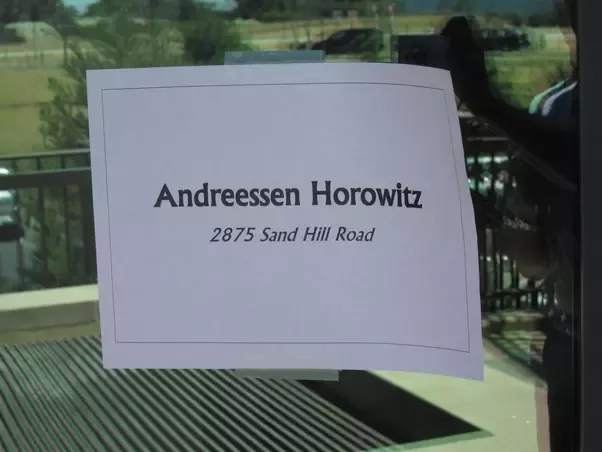 Andreessen Horowitz
2875 Sand Hill Road